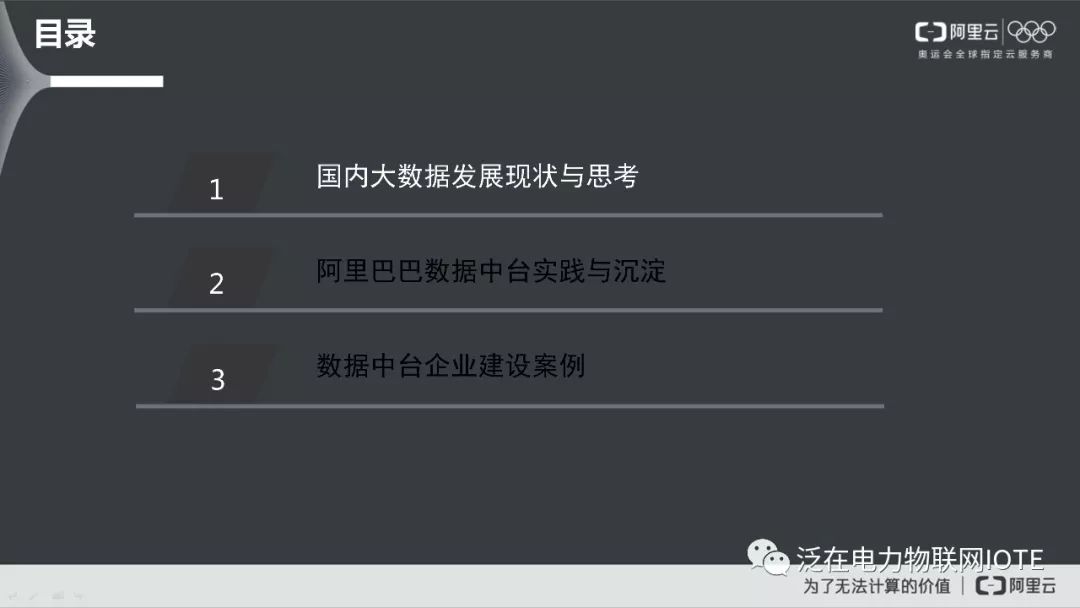 目录
阿里云
奥运会全球指定云服务商
1
国内大数据发展现状与思考
2
阿里巴巴数据中台实践与沉淀
3
数据中台企业建设案例
泛在电力物联网IOTE
为了无法计算的价值 | 阿里云